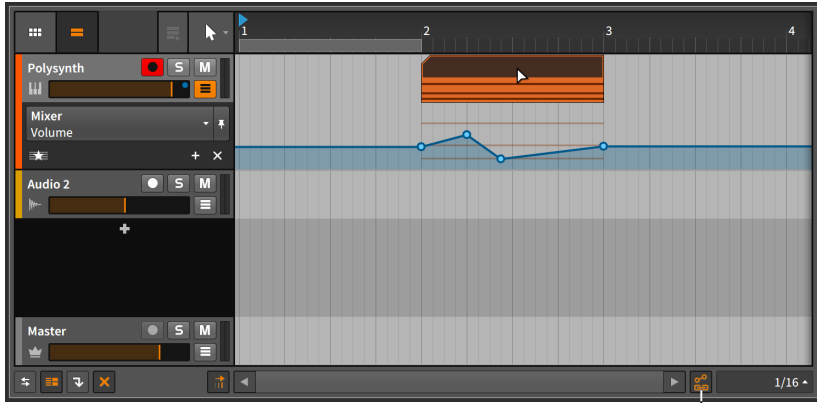 1 2 3 4
Polysynth S M
Mixer
Volume
Audio 2 S M
Master S M
1/16